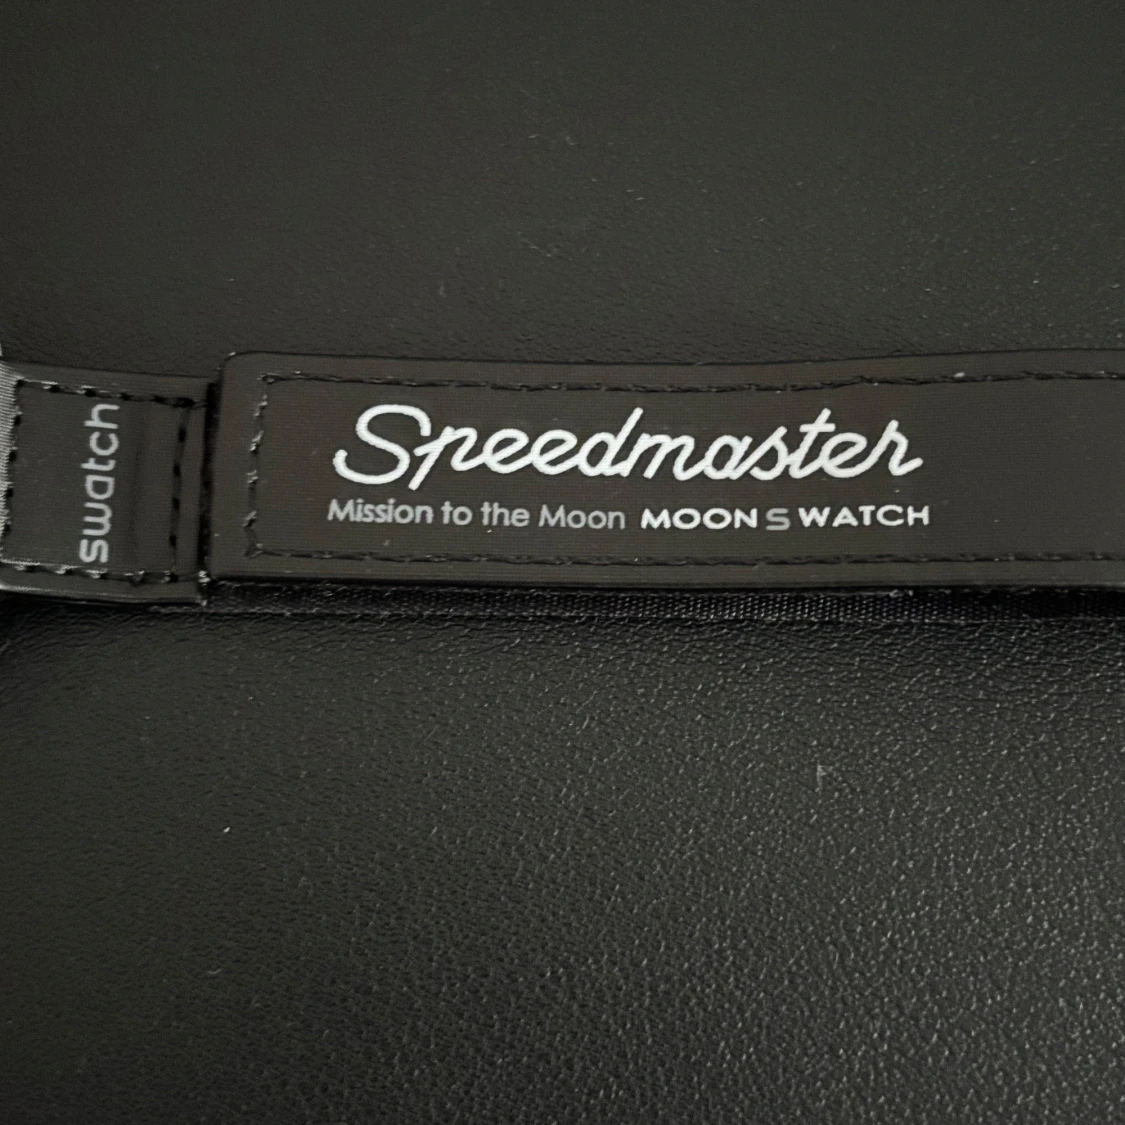 swatch
Speedmaster
Mission to the Moon MOONSWATCH